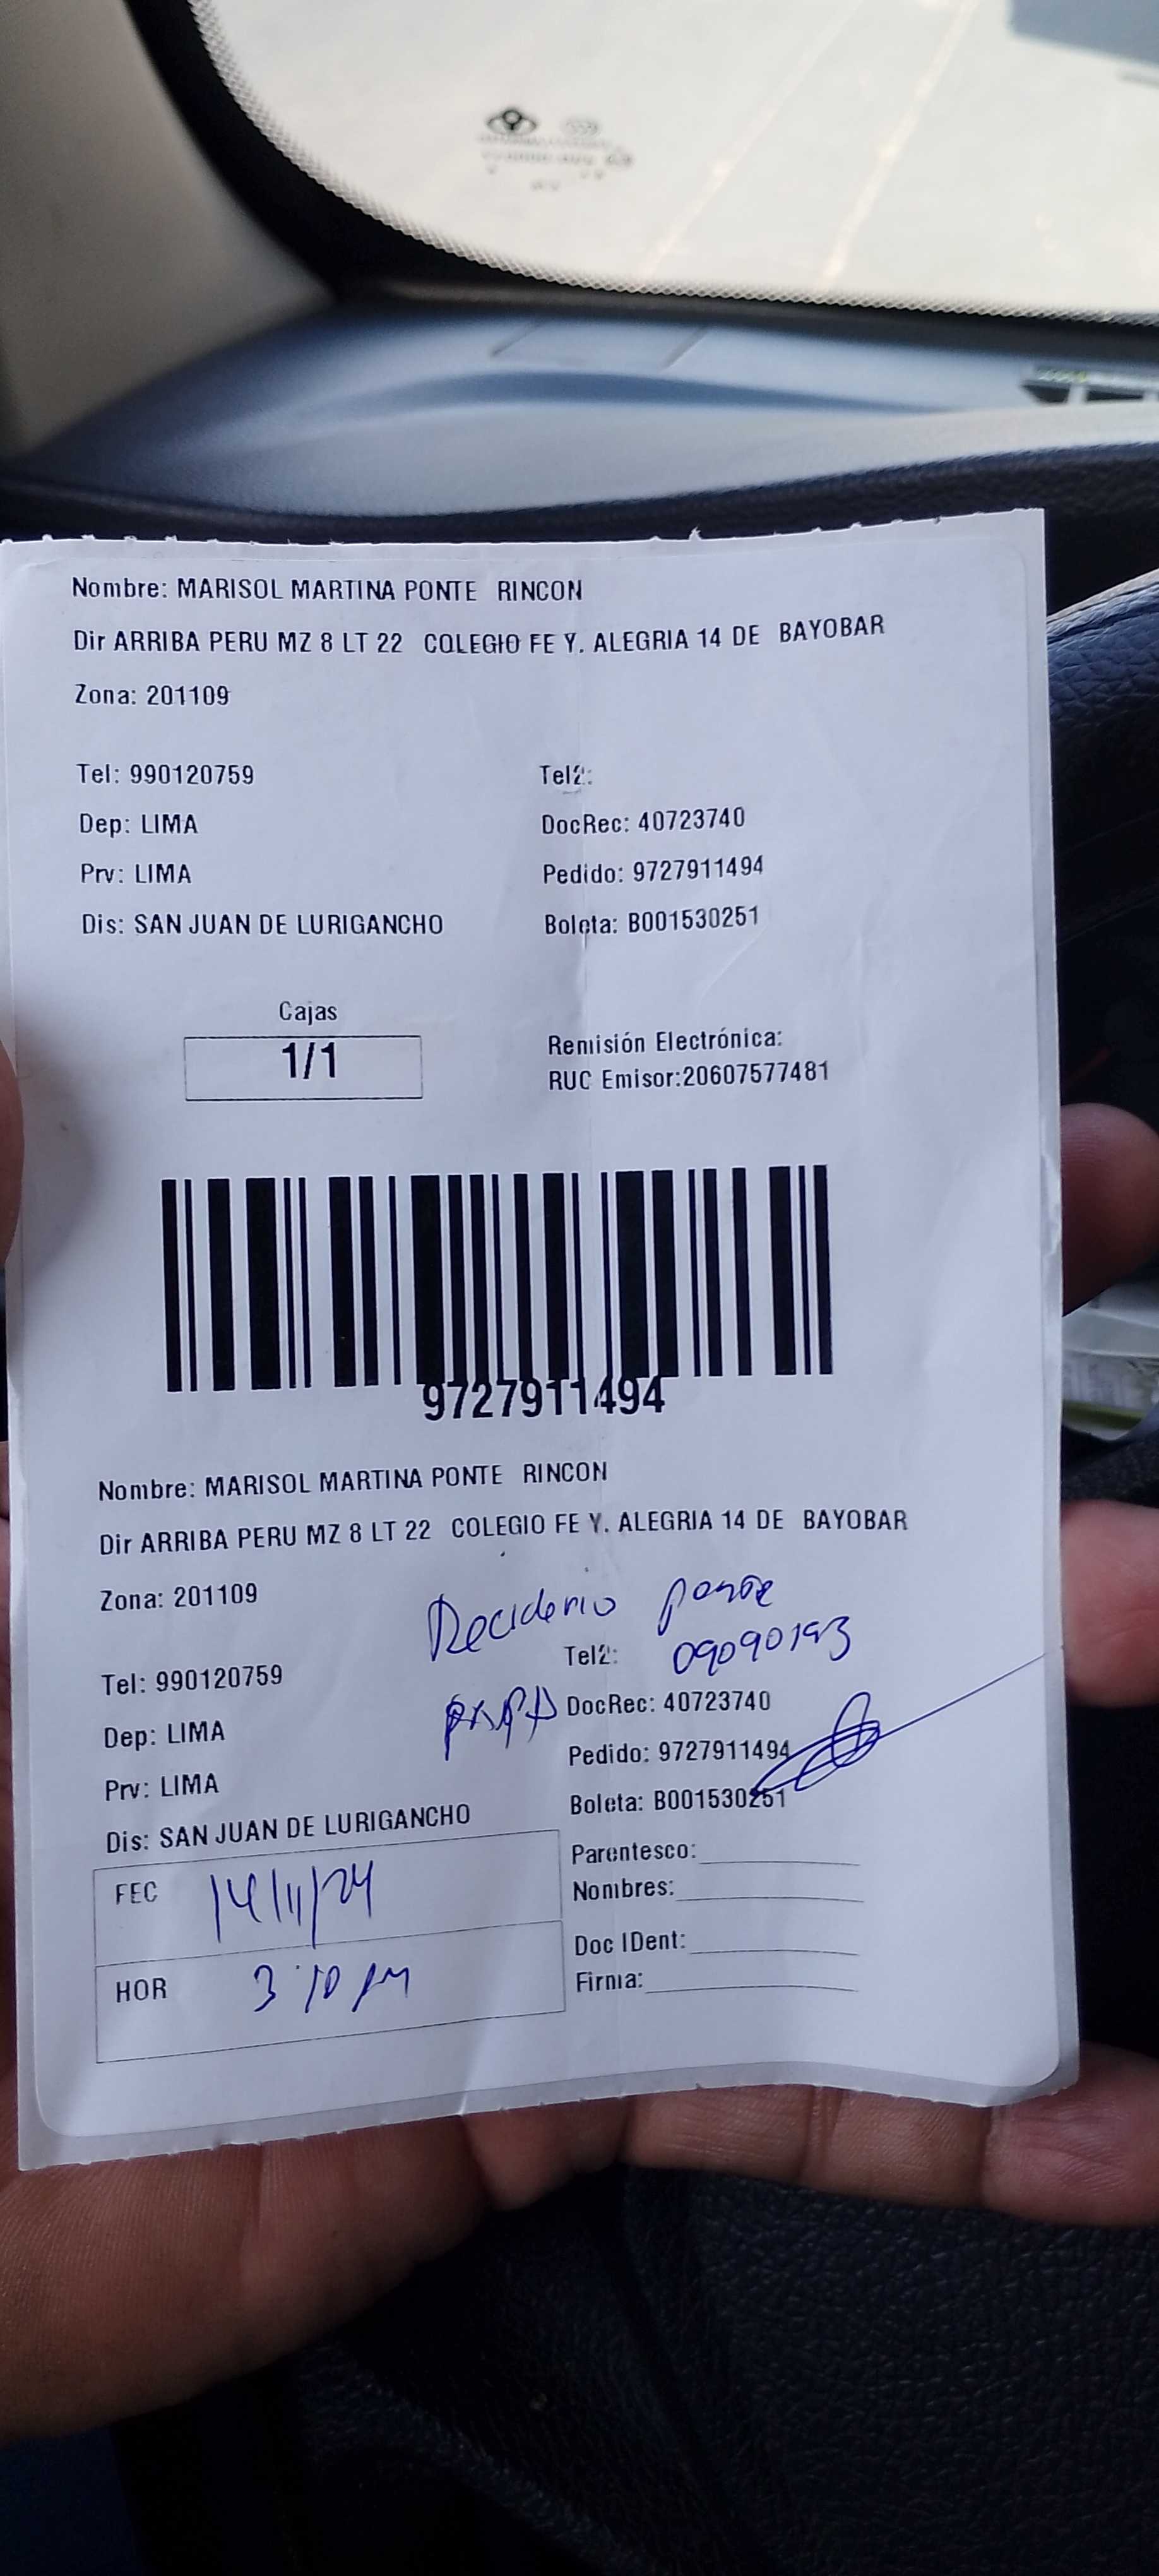 Nombre: MARISOL MARTINA PONTE RINCON
Dir ARRIBA PERU MZ 8 LT 22 COLEGIO FE Y. ALEGRIA 14 DE BAYOBAR
Zona: 201109
Tel: 990120759 Tel2:
Dep: LIMA DocRec: 40723740
Prv: LIMA Pedido: 9727911494
Dis: SAN JUAN DE LURIGANCHO Boleta: B001530251
Cajas
1/1
Remisión Electrónica:
RUC Emisor:20607577481
9727911494
Nombre: MARISOL MARTINA PONTE RINCON
Dir ARRIBA PERU MZ 8 LT 22 COLEGIO FE Y. ALEGRIA 14 DE BAYOBAR
Zona: 201109
Deciderio Ponte
Tel2: 09090193
Tel: 990120759
PAPA DocRec: 40723740
Dep: LIMA
Pedido: 9727911494
Prv: LIMA
Boleta: B001530251
Dis: SAN JUAN DE LURIGANCHO
Parentesco:
FEC 14/11/24
Nombres:
Doc IDent:
HOR 3:10 pm
Firma: